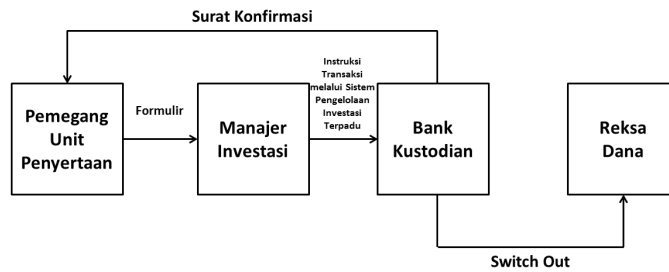 Surat Konfirmasi
Instruksi
Transaksi
melalui Sistem
Pengelolaan
Investasi
Terpadu
Pemegang
Unit
Penyertaan
Formulir
Manajer
Investasi
Bank
Kustodian
Reksa
Dana
Switch Out